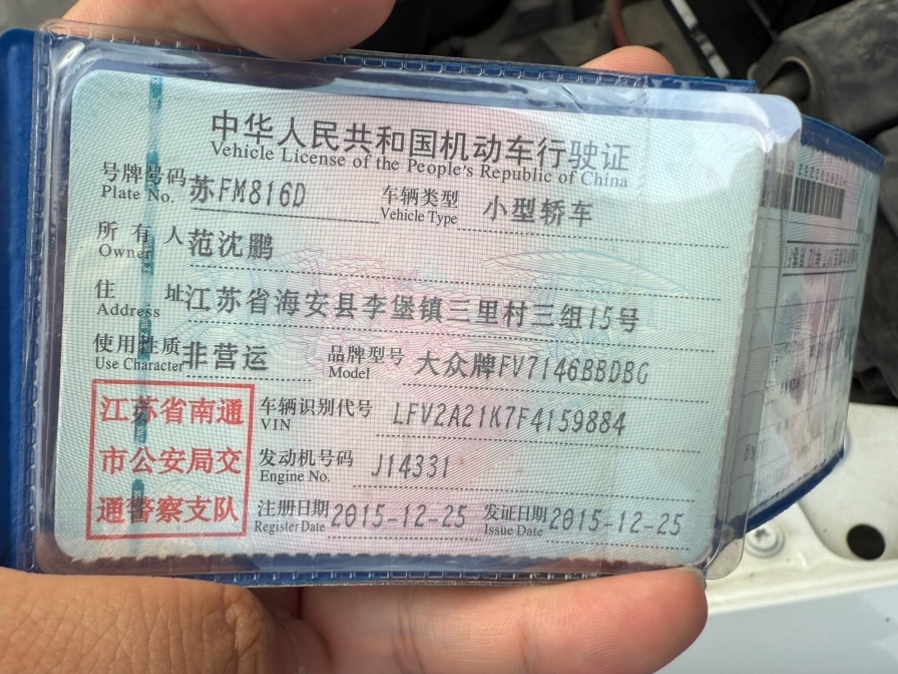 中华人民共和国机动车行驶证
Vehicle License of the People's Republic of China
号牌号码 苏FM816D 车辆类型 小型轿车
Plate No. Vehicle Type
所有人 范沈鹏
Owner
住址 江苏省海安县李堡镇三里村三组15号
Address
使用性质 非营运 品牌型号 大众牌FV7146BBDBG
Use Character Model
江苏省南通
市公安局交
通警察支队
车辆识别代号 LFV2A21K7F4159884
VIN
发动机号码 J14331
Engine No.
注册日期 2015-12-25 发证日期 2015-12-25
Register Date Issue Date